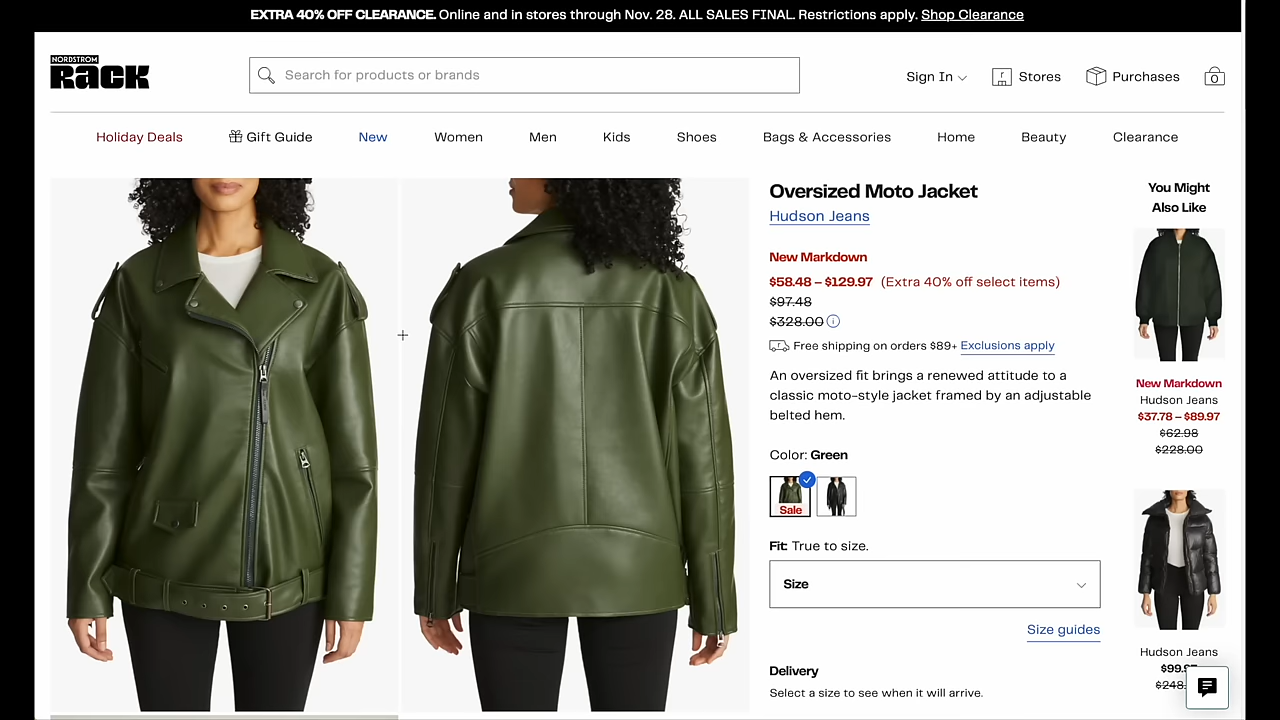 EXTRA 40% OFF CLEARANCE. Online and in stores through Nov. 28. ALL SALES FINAL. Restrictions apply. Shop Clearance
NORDSTROM
RACK
Search for products or brands
Sign In
Stores
Purchases
0
Holiday Deals
Gift Guide
New
Women
Men
Kids
Shoes
Bags & Accessories
Home
Beauty
Clearance
Oversized Moto Jacket
Hudson Jeans
New Markdown
$58.48 – $129.97 (Extra 40% off select items)
$97.48
$328.00
Free shipping on orders $89+ Exclusions apply
An oversized fit brings a renewed attitude to a
classic moto-style jacket framed by an adjustable
belted hem.
Color: Green
Sale
Fit: True to size.
Size
Size guides
Delivery
Select a size to see when it will arrive.
You Might
Also Like
New Markdown
Hudson Jeans
$37.78 – $89.97
$62.98
$228.00
Hudson Jeans
$99.97
$248.